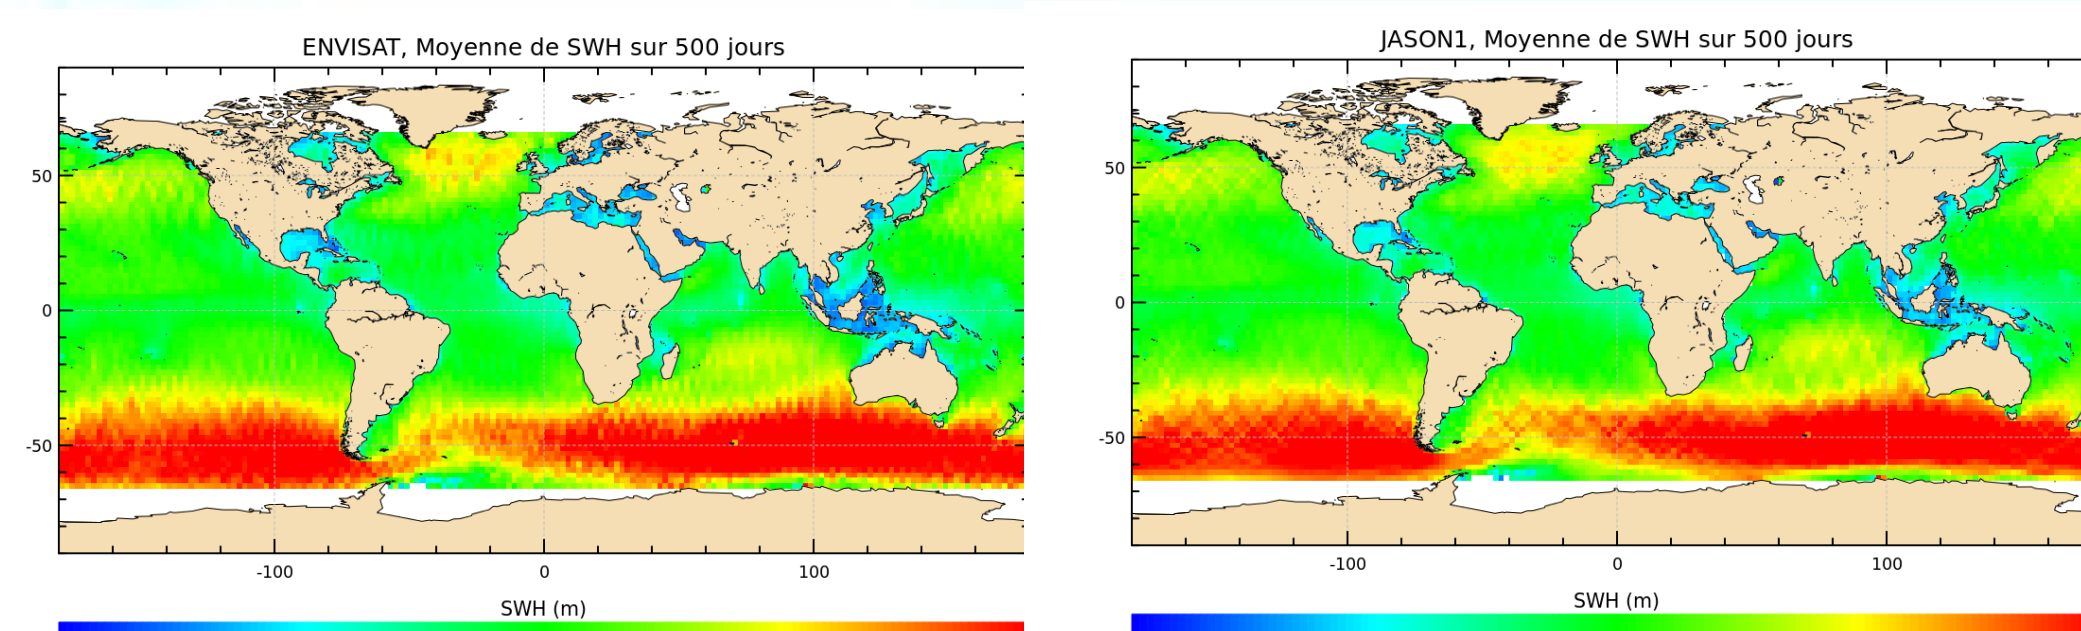 ENVISAT, Moyenne de SWH sur 500 jours
50
0
-50
-100 0 100
SWH (m)
JASON1, Moyenne de SWH sur 500 jours
50
0
-50
-100 0 100
SWH (m)